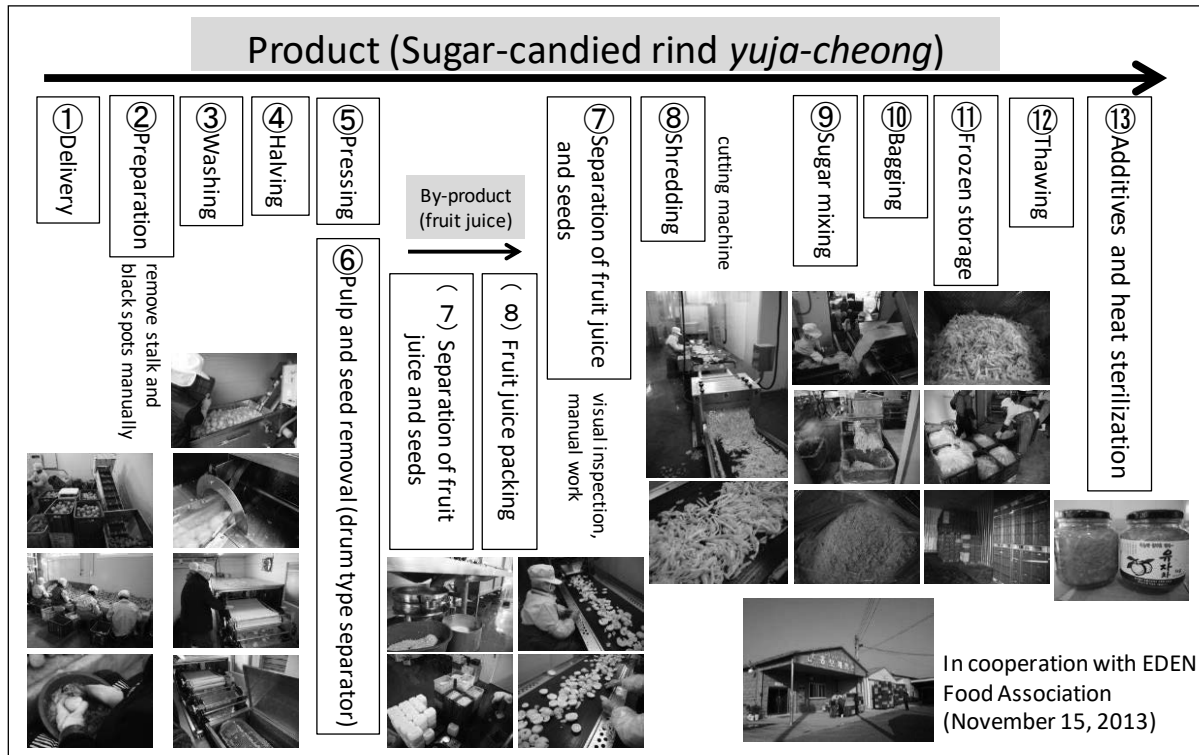 Product (Sugar-candied rind yuja-cheong)
①Delivery
②Preparation
remove stalk and
black spots manually
③Washing
④Halving
⑤Pressing
⑥Pulp and seed removal (drum type separator)
By-product
(fruit juice)
(７) Separation of fruit
juice and seeds
(８) Fruit juice packing
⑦Separation of fruit juice
and seeds
visual inspection,
manual work
⑧Shredding
cutting machine
⑨Sugar mixing
⑩Bagging
⑪Frozen storage
⑫Thawing
⑬Additives and heat sterilization
유자차
In cooperation with EDEN
Food Association
(November 15, 2013)